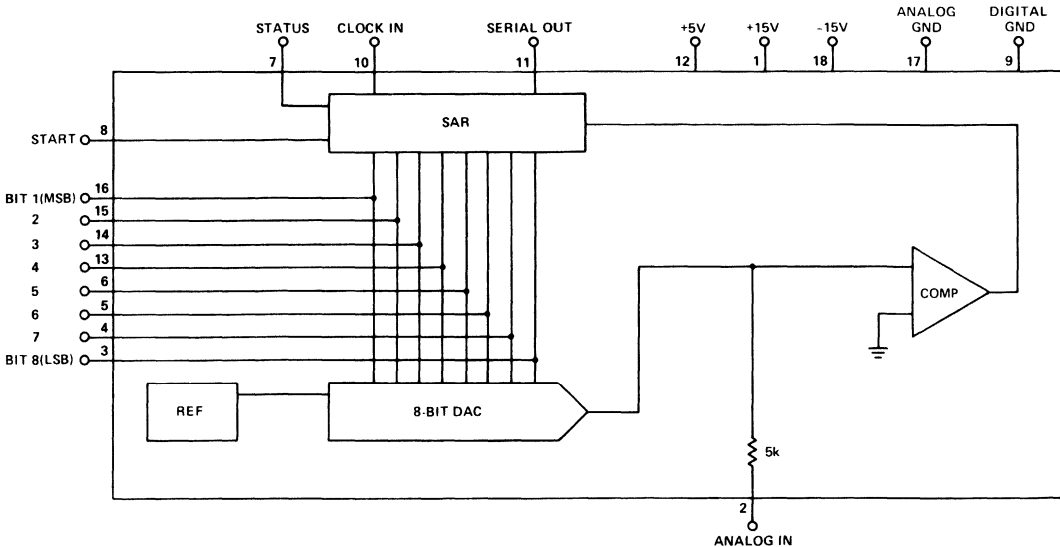 STATUS
CLOCK IN
SERIAL OUT
+5V
+15V
-15V
ANALOG
GND
DIGITAL
GND
7
10
11
12
1
18
17
9
SAR
START
8
BIT 1(MSB)
16
2
15
3
14
4
13
5
6
6
5
7
4
BIT 8(LSB)
3
COMP
REF
8-BIT DAC
5k
2
ANALOG IN